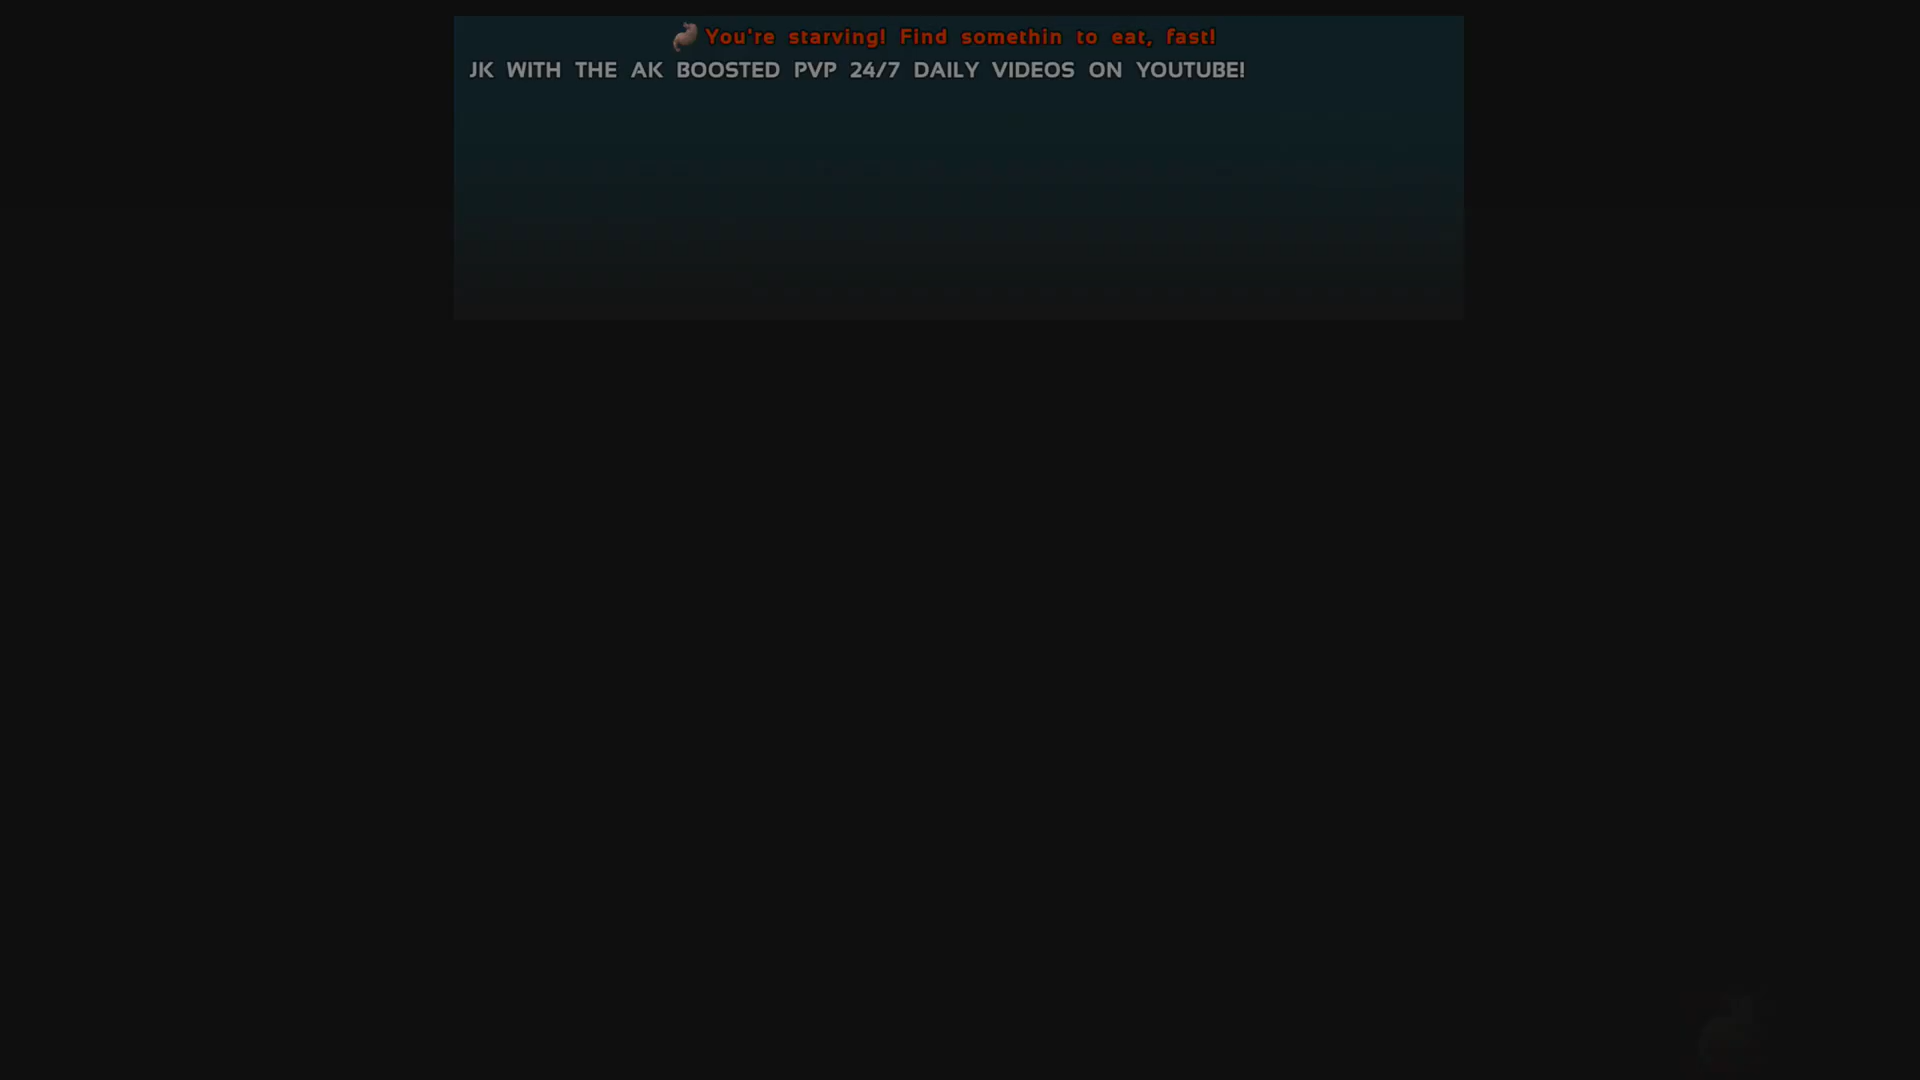 You're starving! Find somethin to eat, fast!
JK WITH THE AK BOOSTED PVP 24/7 DAILY VIDEOS ON YOUTUBE!